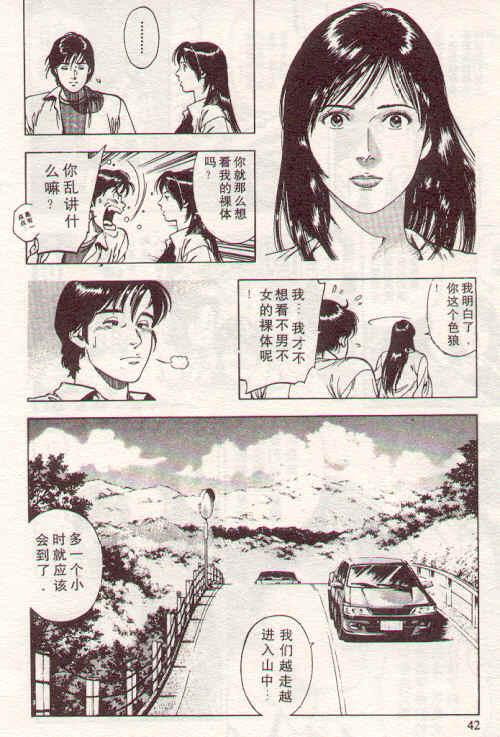 …………
你就那么想
看我的裸体
吗？
你乱讲什
么嘛？
我明白了．
你这个色狼
！
我…我才不
想看不男不
女的裸体呢
！
我们越走越
进入山中…
多一个小
时就应该
会到了．
42